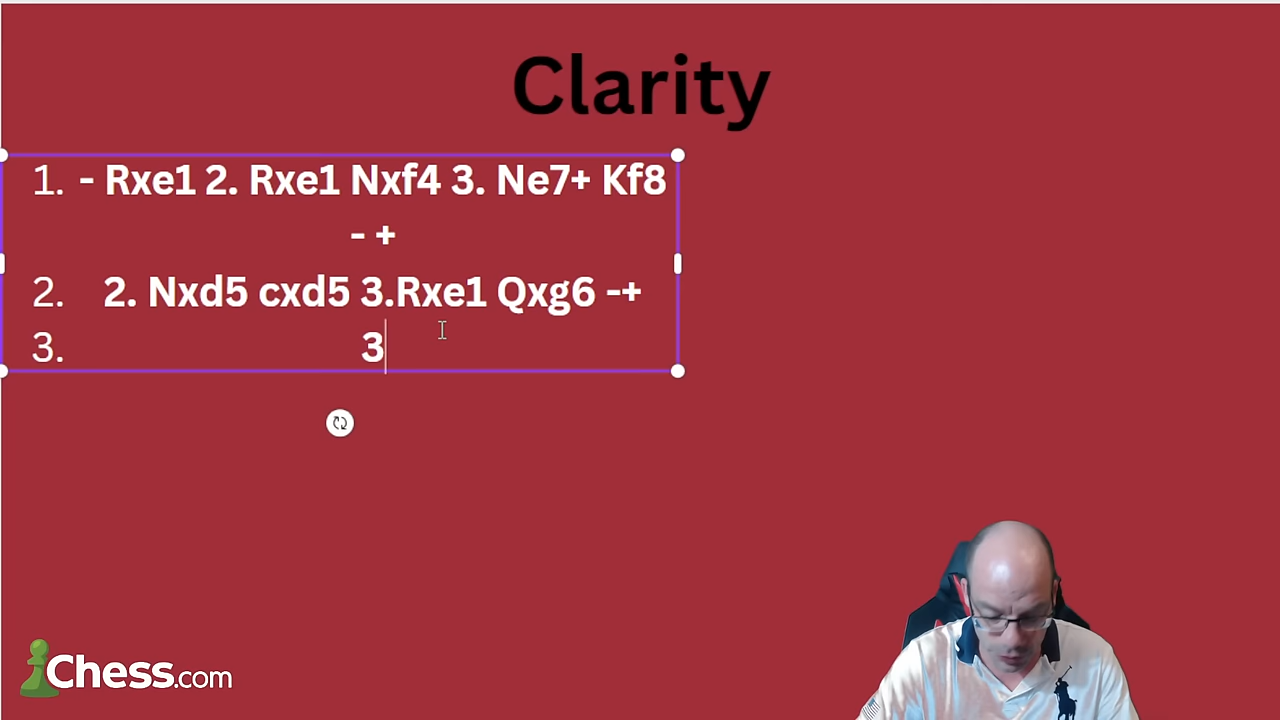 Clarity
1. - Rxe1 2. Rxe1 Nxf4 3. Ne7+ Kf8
- +
2. 2. Nxd5 cxd5 3.Rxe1 Qxg6 -+
3. 3
Chess.com